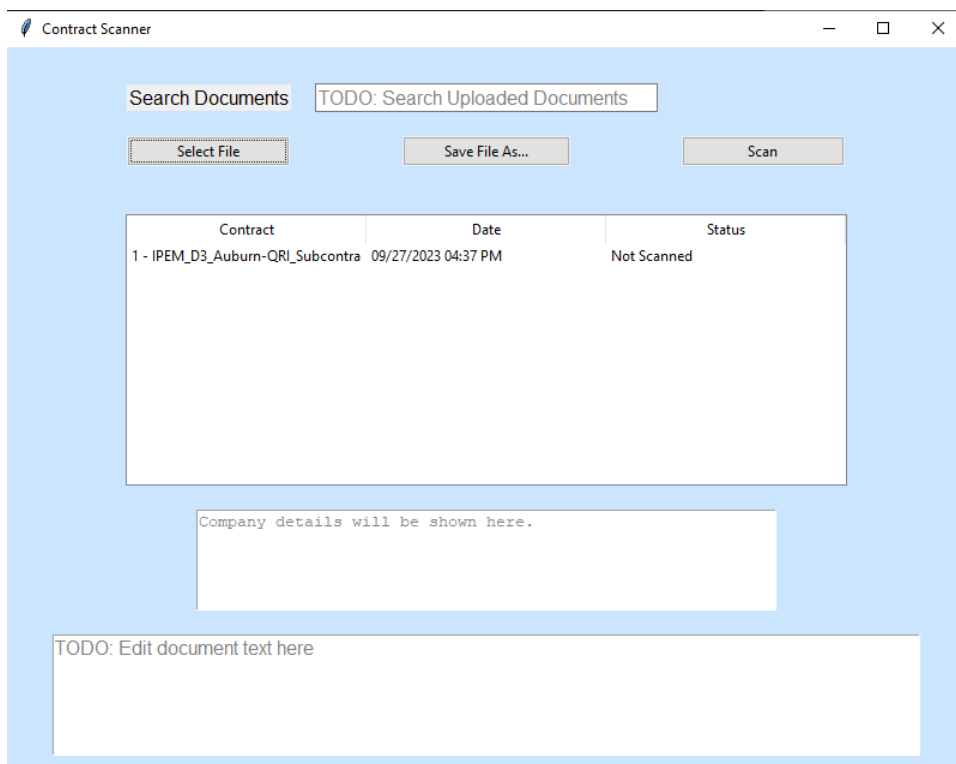 Contract Scanner
Search Documents TODO: Search Uploaded Documents
Select File Save File As... Scan
Contract Date Status
1 - IPEM_D3_Auburn-QRI_Subcontra 09/27/2023 04:37 PM Not Scanned
Company details will be shown here.
TODO: Edit document text here